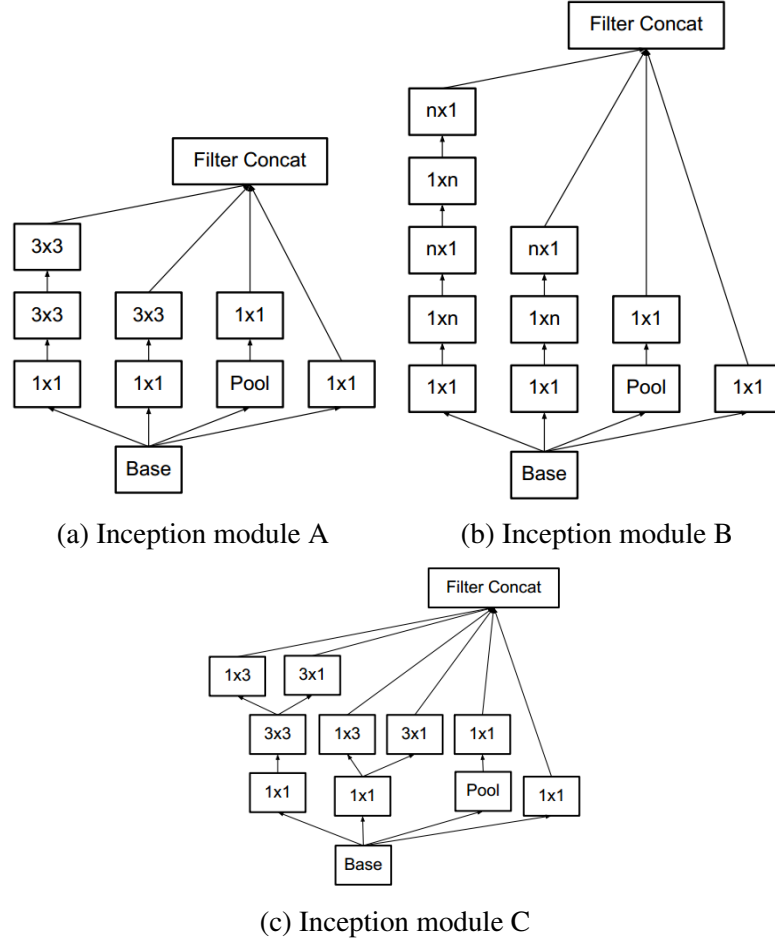 Filter Concat
3x3
3x3
3x3
1x1
1x1
1x1
Pool
1x1
Base
(a) Inception module A
Filter Concat
nx1
1xn
nx1
nx1
1xn
1xn
1x1
1x1
1x1
Pool
1x1
Base
(b) Inception module B
Filter Concat
1x3
3x1
3x3
1x3
3x1
1x1
1x1
1x1
Pool
1x1
Base
(c) Inception module C